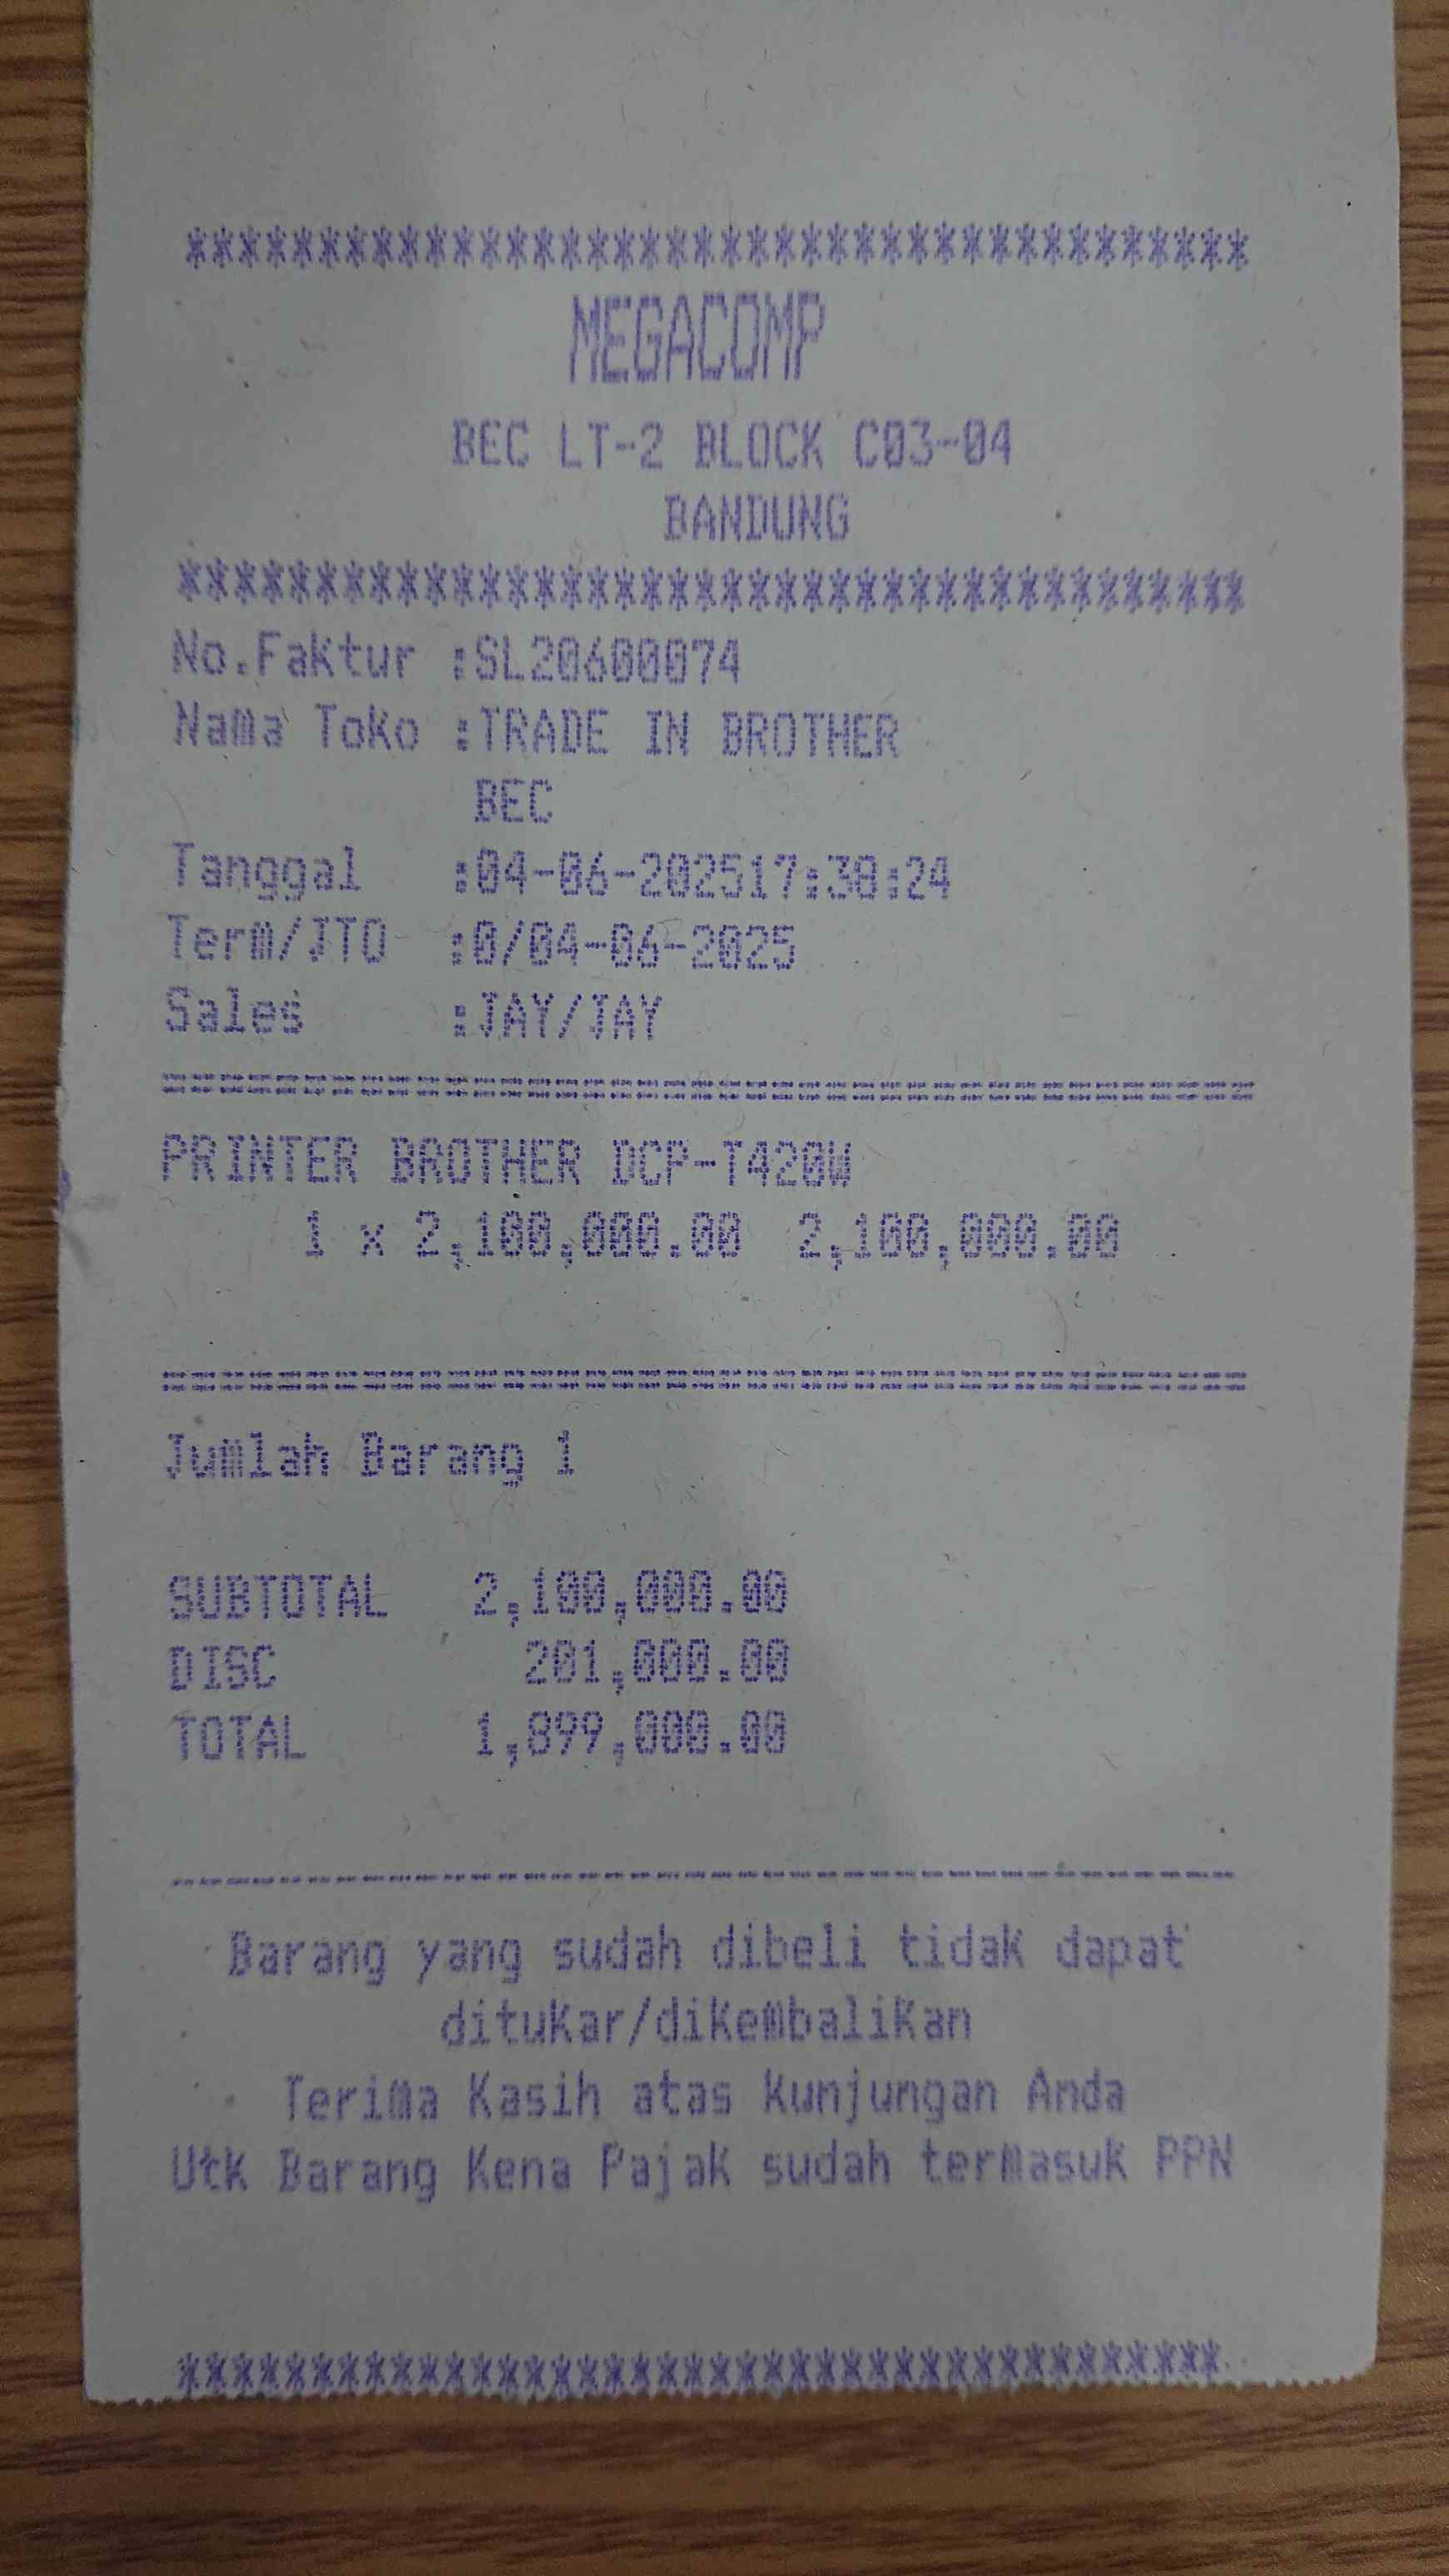 ****************************************
MEGACOMP
BEC LT-2 BLOCK C03-04
BANDUNG
****************************************
No.Faktur :SL20600074
Nama Toko :TRADE IN BROTHER
BEC
Tanggal :04-06-202517:30:24
Term/JTO :0/04-06-2025
Sales :JAY/JAY
========================================
PRINTER BROTHER DCP-T420W
1 x 2,100,000.00 2,100,000.00
========================================
Jumlah Barang 1
SUBTOTAL 2,100,000.00
DISC 201,000.00
TOTAL 1,899,000.00
----------------------------------------
Barang yang sudah dibeli tidak dapat
ditukar/dikembalikan
Terima Kasih atas Kunjungan Anda
Utk Barang Kena Pajak sudah termasuk PPN
****************************************